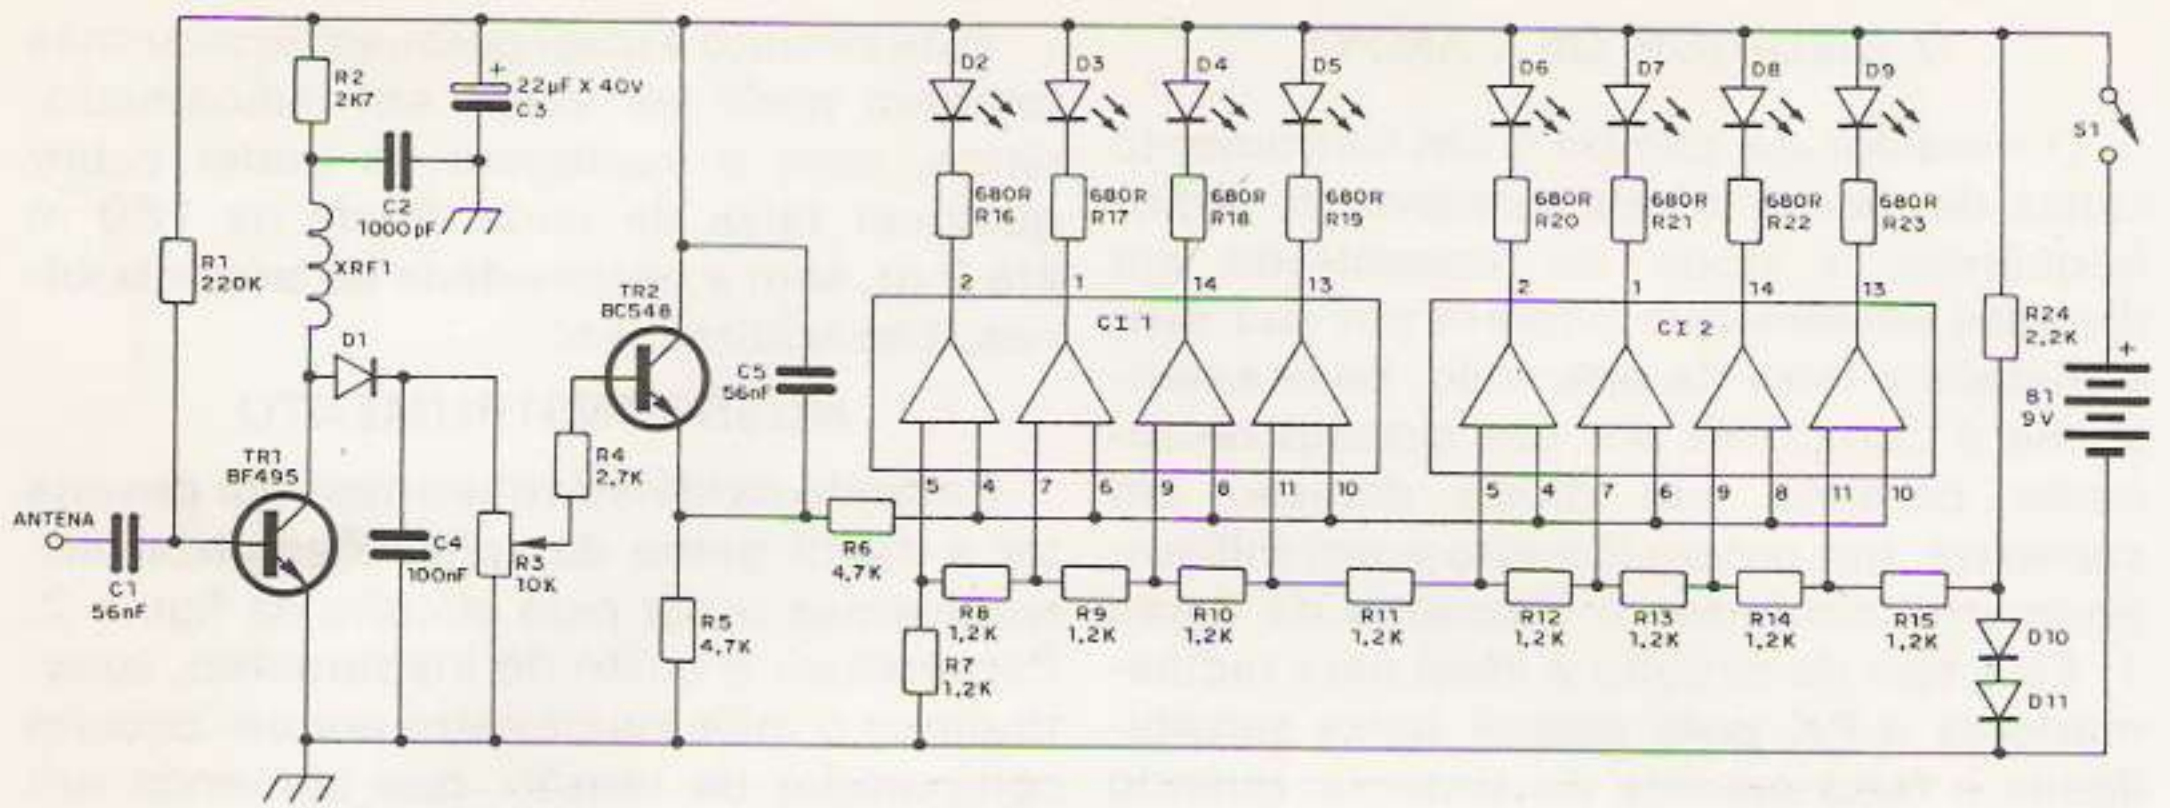 R2
2K7
+
22µF X 40V
C3
C2
1000pF
R1
220K
XRF1
D1
TR1
BF495
ANTENA
C1
56nF
C4
100nF
R3
10K
R4
2,7K
TR2
BC548
C5
56nF
R6
4,7K
R5
4,7K
D2
D3
D4
D5
D6
D7
D8
D9
680R
R16
680R
R17
680R
R18
680R
R19
680R
R20
680R
R21
680R
R22
680R
R23
2
1
14
13
2
1
14
13
CI 1
CI 2
5
4
7
6
9
8
11
10
5
4
7
6
9
8
11
10
R7
1,2K
R8
1,2K
R9
1,2K
R10
1,2K
R11
1,2K
R12
1,2K
R13
1,2K
R14
1,2K
R15
1,2K
R24
2,2K
S1
+
B1
9V
D10
D11